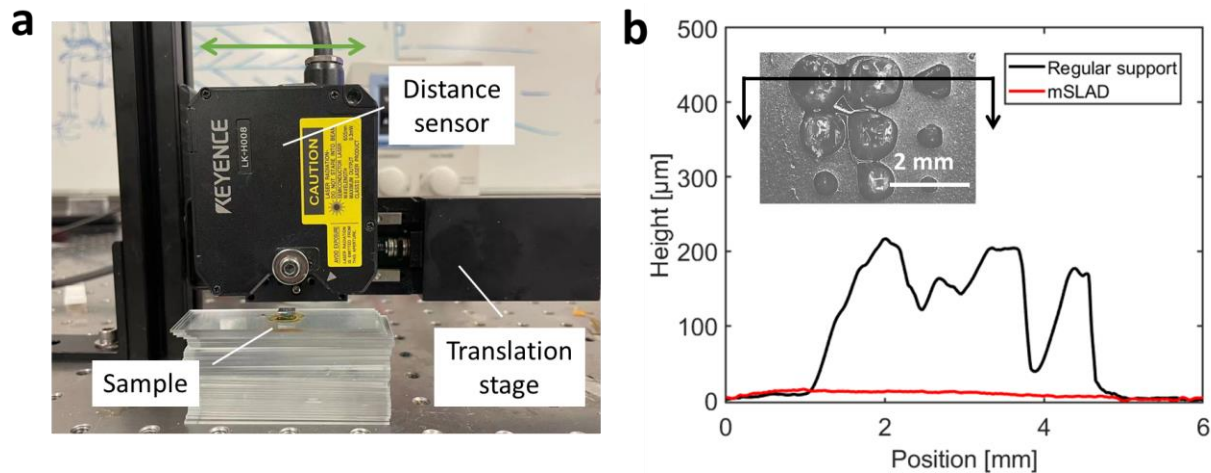 a
Distance
sensor
KEYENCE
LK-H008
CAUTION
Sample
Translation
stage
b
Height [µm]
500
400
300
200
100
0
Regular support
mSLAD
2 mm
0
2
4
6
Position [mm]